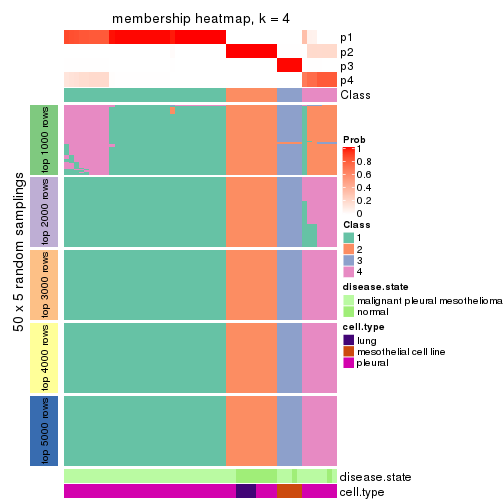 membership heatmap, k = 4
p1
p2
p3
p4
Class
50 x 5 random samplings
top 1000 rows
top 2000 rows
top 3000 rows
top 4000 rows
top 5000 rows
Prob
1
0.8
0.6
0.4
0.2
0
Class
1
2
3
4
disease.state
malignant pleural mesothelioma
normal
cell.type
lung
mesothelial cell line
pleural
disease.state
cell.type